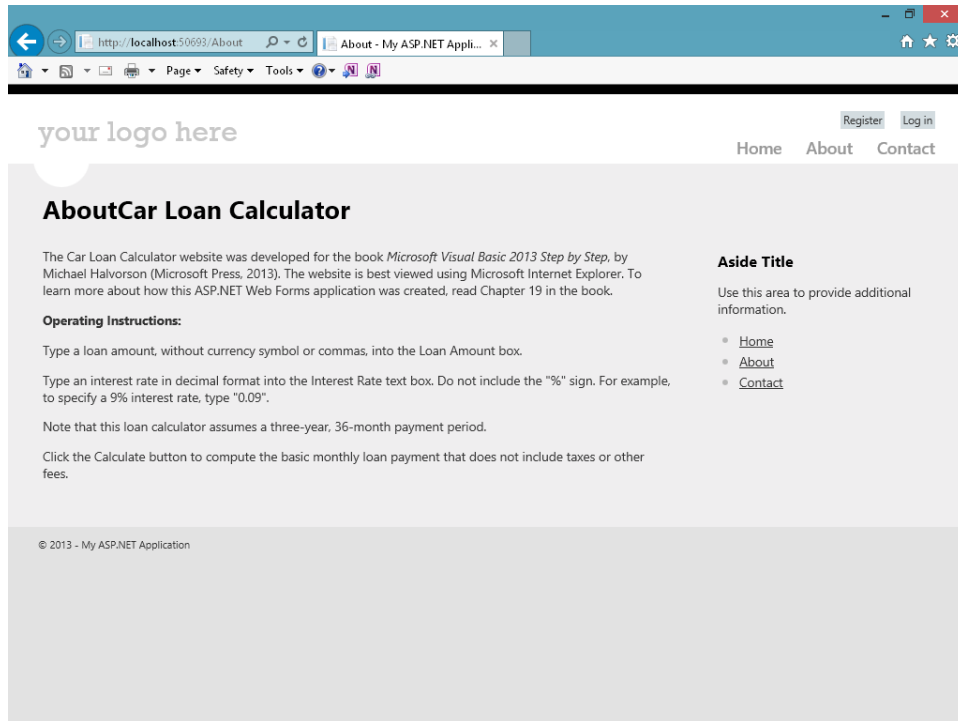 http://localhost:50693/About
About - My ASP.NET Appli...
Page Safety Tools
your logo here
Register Log in
Home About Contact
AboutCar Loan Calculator
The Car Loan Calculator website was developed for the book Microsoft Visual Basic 2013 Step by Step, by
Michael Halvorson (Microsoft Press, 2013). The website is best viewed using Microsoft Internet Explorer. To
learn more about how this ASP.NET Web Forms application was created, read Chapter 19 in the book.
Operating Instructions:
Type a loan amount, without currency symbol or commas, into the Loan Amount box.
Type an interest rate in decimal format into the Interest Rate text box. Do not include the "%" sign. For example,
to specify a 9% interest rate, type "0.09".
Note that this loan calculator assumes a three-year, 36-month payment period.
Click the Calculate button to compute the basic monthly loan payment that does not include taxes or other
fees.
Aside Title
Use this area to provide additional
information.
Home
About
Contact
© 2013 - My ASP.NET Application